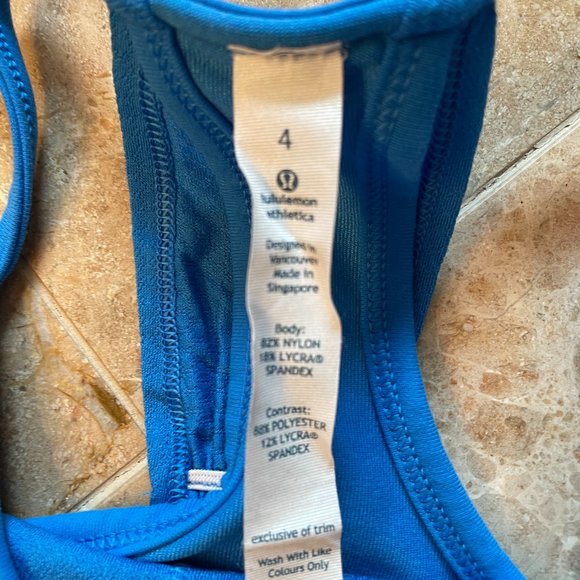 4
lululemon
athletica
Designed in
Vancouver
Made in
Singapore
Body:
82% NYLON
18% LYCRA®
SPANDEX
Contrast:
88% POLYESTER
12% LYCRA®
SPANDEX
exclusive of trim
Wash With Like
Colours Only